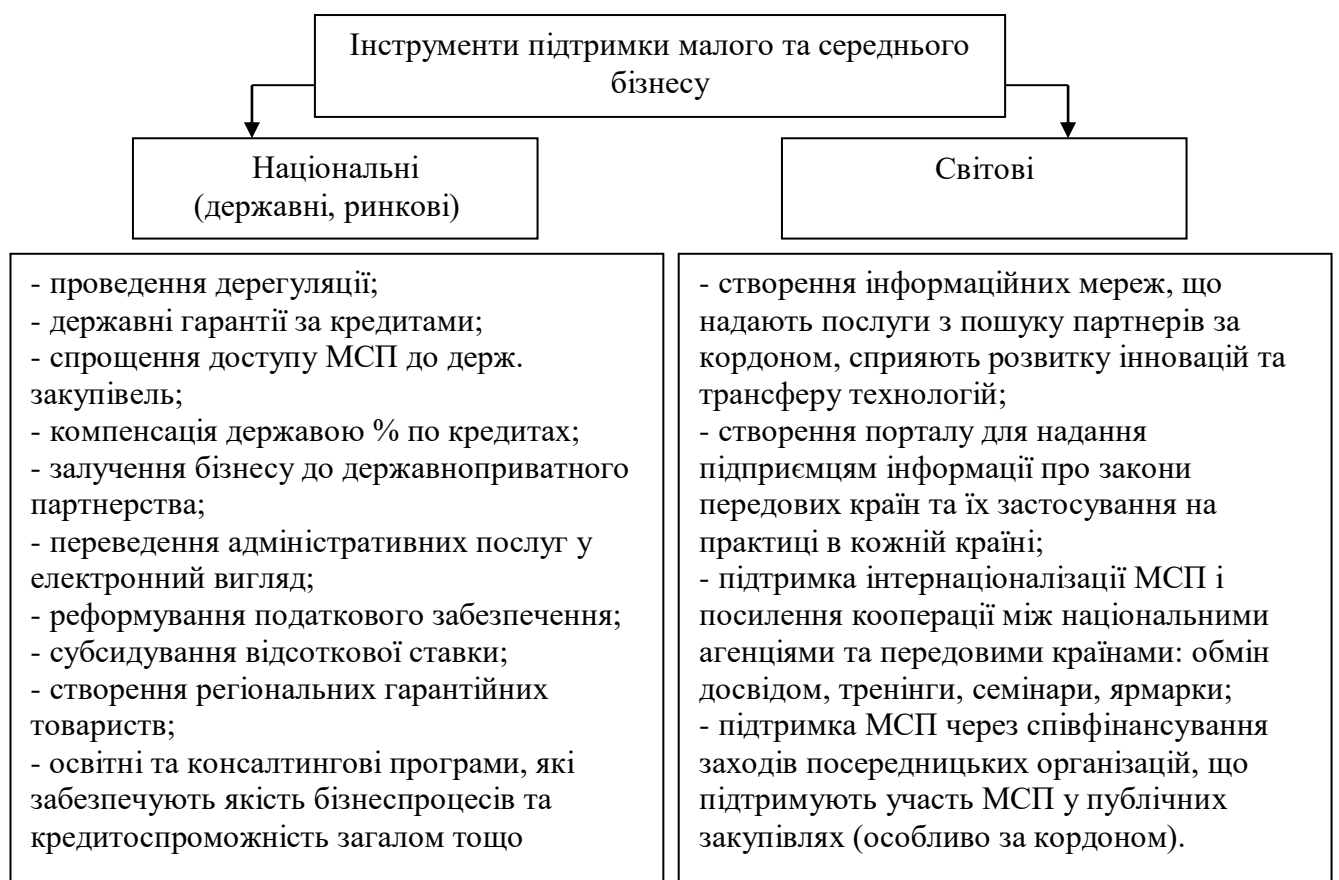 Інструменти підтримки малого та середнього
бізнесу
Національні
(державні, ринкові)
Світові
- проведення дерегуляції;
- державні гарантії за кредитами;
- спрощення доступу МСП до держ.
закупівель;
- компенсація державою % по кредитах;
- залучення бізнесу до державноприватного
партнерства;
- переведення адміністративних послуг у
електронний вигляд;
- реформування податкового забезпечення;
- субсидування відсоткової ставки;
- створення регіональних гарантійних
товариств;
- освітні та консалтингові програми, які
забезпечують якість бізнеспроцесів та
кредитоспроможність загалом тощо
- створення інформаційних мереж, що
надають послуги з пошуку партнерів за
кордоном, сприяють розвитку інновацій та
трансферу технологій;
- створення порталу для надання
підприємцям інформації про закони
передових країн та їх застосування на
практиці в кожній країні;
- підтримка інтернаціоналізації МСП і
посилення кооперації між національними
агенціями та передовими країнами: обмін
досвідом, тренінги, семінари, ярмарки;
- підтримка МСП через співфінансування
заходів посередницьких організацій, що
підтримують участь МСП у публічних
закупівлях (особливо за кордоном).